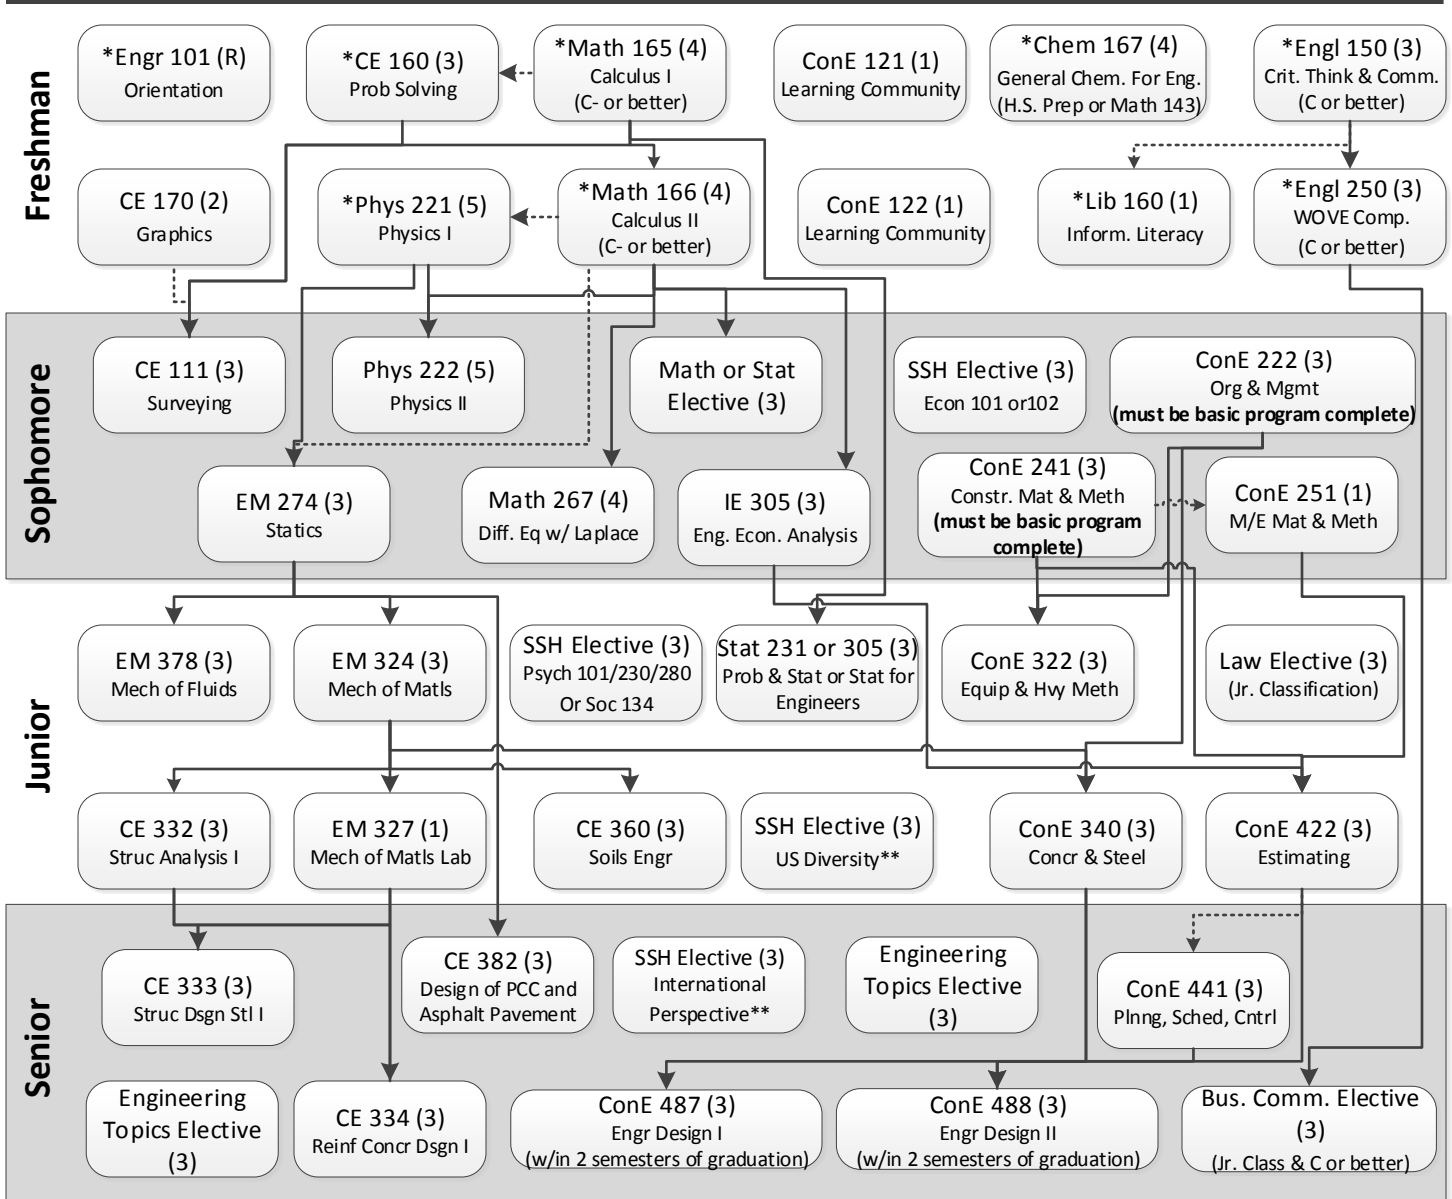 Freshman
*Engr 101 (R)
Orientation
*CE 160 (3)
Prob Solving
*Math 165 (4)
Calculus I
(C- or better)
ConE 121 (1)
Learning Community
*Chem 167 (4)
General Chem. For Eng.
(H.S. Prep or Math 143)
*Engl 150 (3)
Crit. Think & Comm.
(C or better)
CE 170 (2)
Graphics
*Phys 221 (5)
Physics I
*Math 166 (4)
Calculus II
(C- or better)
ConE 122 (1)
Learning Community
*Lib 160 (1)
Inform. Literacy
*Engl 250 (3)
WOVE Comp.
(C or better)
Sophomore
CE 111 (3)
Surveying
Phys 222 (5)
Physics II
Math or Stat
Elective (3)
SSH Elective (3)
Econ 101 or102
ConE 222 (3)
Org & Mgmt
(must be basic program complete)
EM 274 (3)
Statics
Math 267 (4)
Diff. Eq w/ Laplace
IE 305 (3)
Eng. Econ. Analysis
ConE 241 (3)
Constr. Mat & Meth
(must be basic program
complete)
ConE 251 (1)
M/E Mat & Meth
Junior
EM 378 (3)
Mech of Fluids
EM 324 (3)
Mech of Matls
SSH Elective (3)
Psych 101/230/280
Or Soc 134
Stat 231 or 305 (3)
Prob & Stat or Stat for
Engineers
ConE 322 (3)
Equip & Hvy Meth
Law Elective (3)
(Jr. Classification)
CE 332 (3)
Struc Analysis I
EM 327 (1)
Mech of Matls Lab
CE 360 (3)
Soils Engr
SSH Elective (3)
US Diversity**
ConE 340 (3)
Concr & Steel
ConE 422 (3)
Estimating
Senior
CE 333 (3)
Struc Dsgn Stl I
CE 382 (3)
Design of PCC and
Asphalt Pavement
SSH Elective (3)
International
Perspective**
Engineering
Topics Elective
(3)
ConE 441 (3)
Plnng, Sched, Cntrl
Engineering
Topics Elective
(3)
CE 334 (3)
Reinf Concr Dsgn I
ConE 487 (3)
Engr Design I
(w/in 2 semesters of graduation)
ConE 488 (3)
Engr Design II
(w/in 2 semesters of graduation)
Bus. Comm. Elective
(3)
(Jr. Class & C or better)